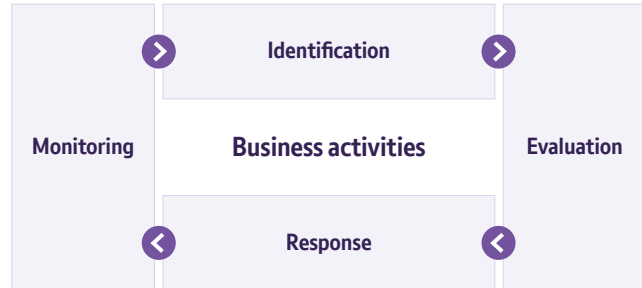 Identification
Monitoring
Business activities
Evaluation
Response